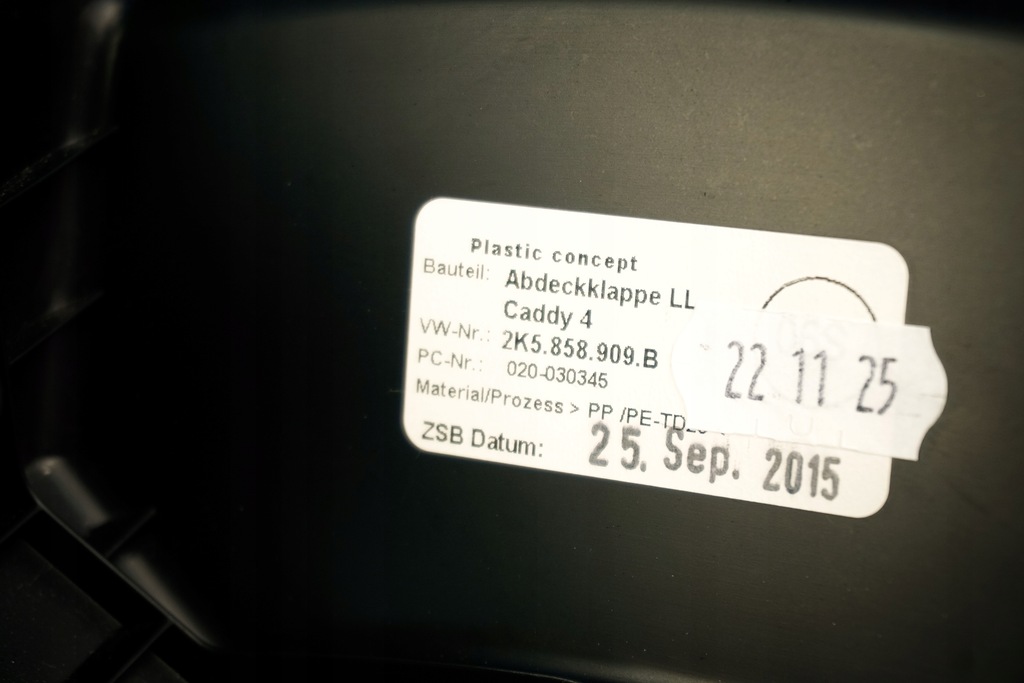 Plastic concept
Bauteil: Abdeckklappe LL
Caddy 4
VW-Nr.: 2K5.858.909.B
PC-Nr.: 020-030345
Material/Prozess > PP /PE-TD
22 11 25
ZSB Datum: 25. Sep. 2015